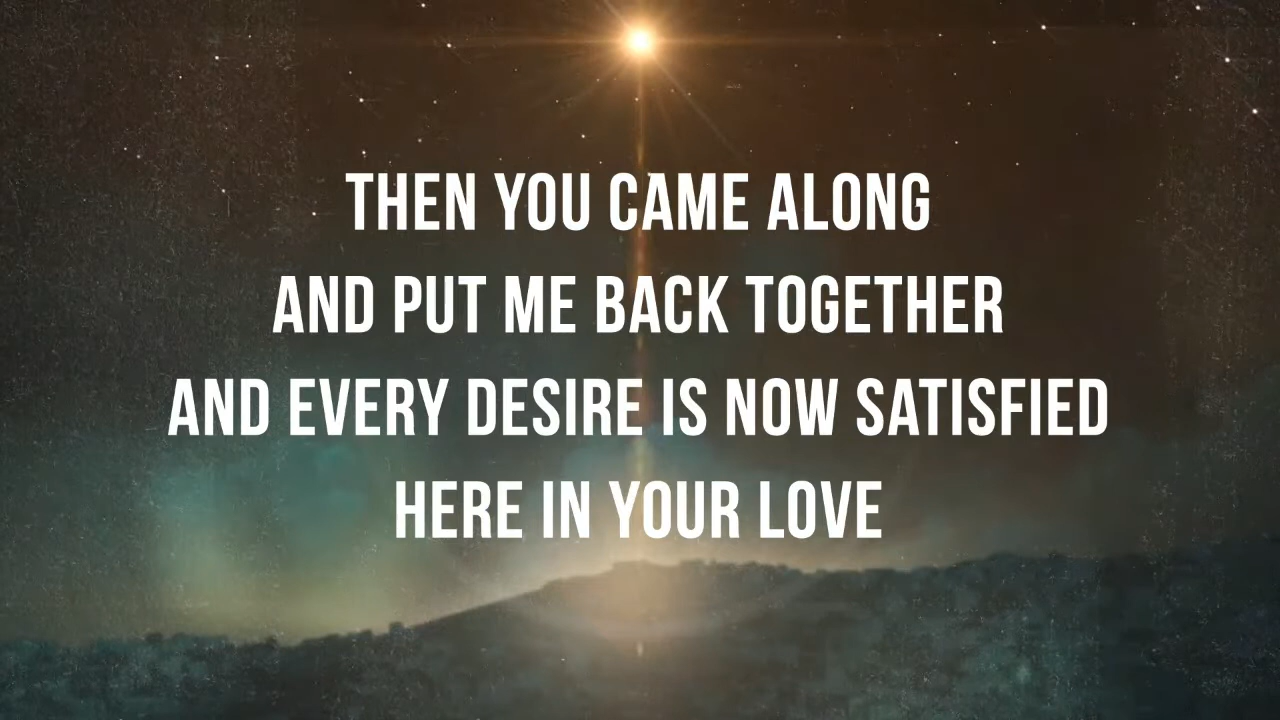 THEN YOU CAME ALONG
AND PUT ME BACK TOGETHER
AND EVERY DESIRE IS NOW SATISFIED
HERE IN YOUR LOVE